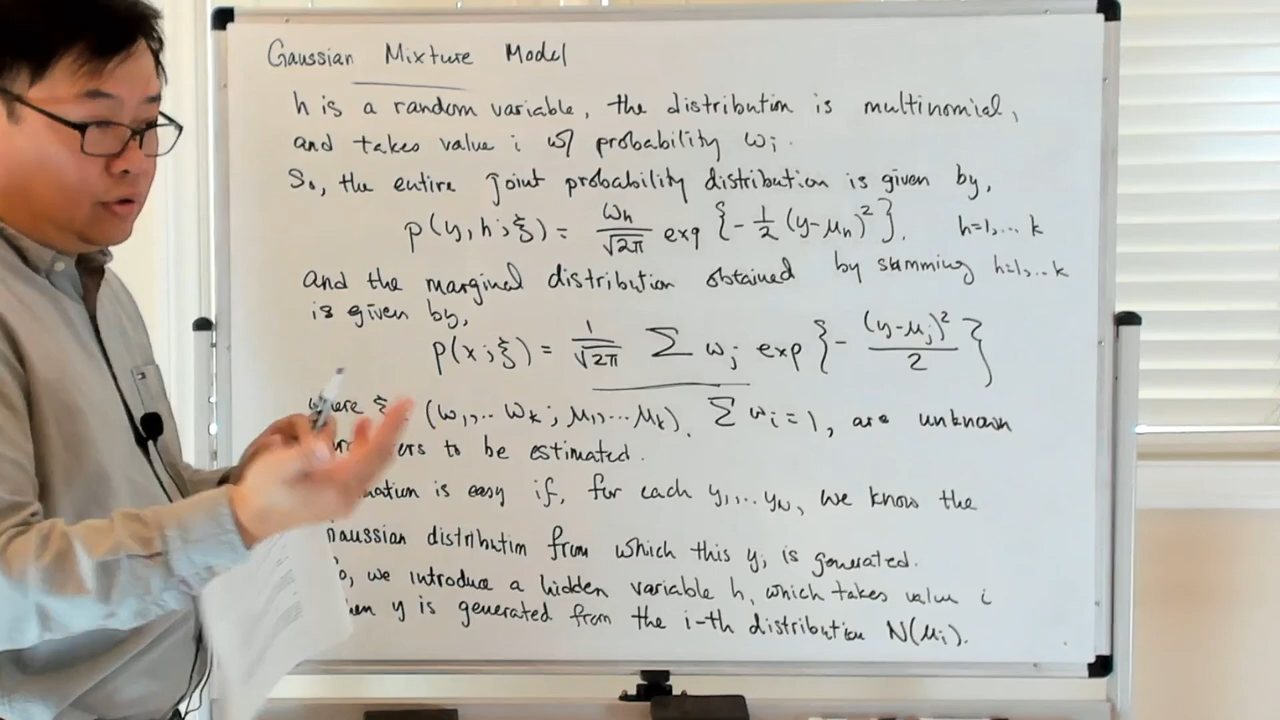 Gaussian Mixture Model
h is a random variable, the distribution is multinomial,
and takes value i w/ probability ωi.
So, the entire joint probability distribution is given by,
p(y,h;ξ) = ωh/√2π exp {-1/2 (y-μh)²}. h=1,... k
and the marginal distribution obtained by summing h=1,..k
is given by,
p(x;ξ) = 1/√2π Σ ωj exp {- (y-μj)²/2}
where ξ (ω1,.. ωk; μ1,... μk). Σ ωi = 1, are unknown
to be estimated.
is easy if, for each y1,... yN, we know the
Gaussian distribution from which this yi is generated.
we introduce a hidden variable h, which takes value i
y is generated from the i-th distribution N(μi).